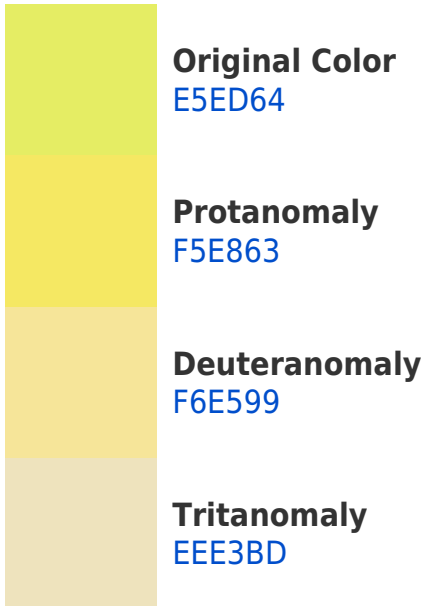 Original Color
E5ED64
Protanomaly
F5E863
Deuteranomaly
F6E599
Tritanomaly
EEE3BD